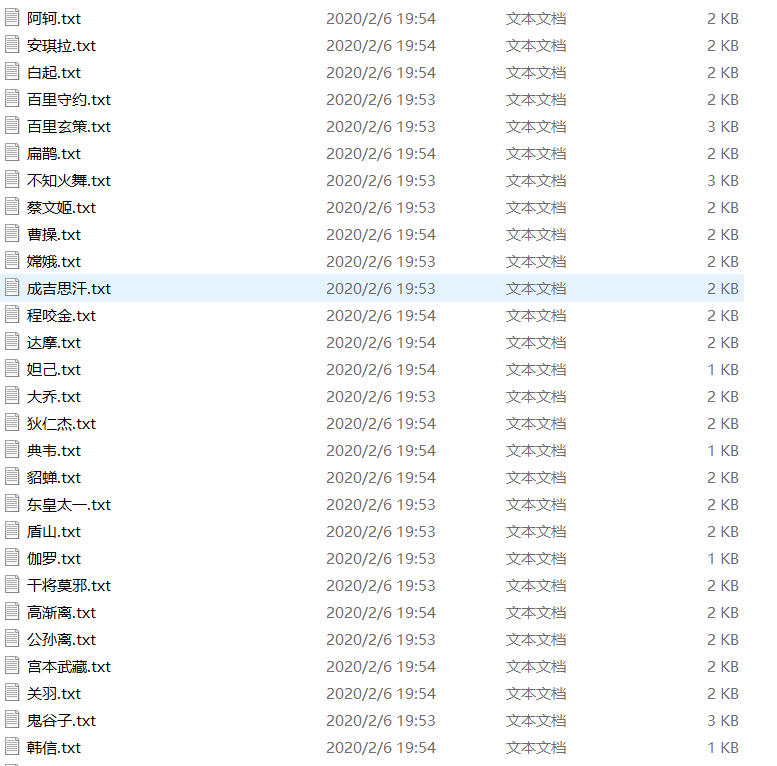 阿轲.txt 2020/2/6 19:54 文本文档 2 KB
安琪拉.txt 2020/2/6 19:54 文本文档 2 KB
白起.txt 2020/2/6 19:54 文本文档 2 KB
百里守约.txt 2020/2/6 19:53 文本文档 2 KB
百里玄策.txt 2020/2/6 19:53 文本文档 3 KB
扁鹊.txt 2020/2/6 19:54 文本文档 2 KB
不知火舞.txt 2020/2/6 19:53 文本文档 3 KB
蔡文姬.txt 2020/2/6 19:53 文本文档 2 KB
曹操.txt 2020/2/6 19:54 文本文档 2 KB
嫦娥.txt 2020/2/6 19:53 文本文档 2 KB
成吉思汗.txt 2020/2/6 19:53 文本文档 2 KB
程咬金.txt 2020/2/6 19:54 文本文档 2 KB
达摩.txt 2020/2/6 19:54 文本文档 2 KB
妲己.txt 2020/2/6 19:54 文本文档 1 KB
大乔.txt 2020/2/6 19:53 文本文档 2 KB
狄仁杰.txt 2020/2/6 19:54 文本文档 2 KB
典韦.txt 2020/2/6 19:54 文本文档 1 KB
貂蝉.txt 2020/2/6 19:54 文本文档 2 KB
东皇太一.txt 2020/2/6 19:53 文本文档 2 KB
盾山.txt 2020/2/6 19:53 文本文档 2 KB
伽罗.txt 2020/2/6 19:53 文本文档 1 KB
干将莫邪.txt 2020/2/6 19:53 文本文档 2 KB
高渐离.txt 2020/2/6 19:54 文本文档 2 KB
公孙离.txt 2020/2/6 19:53 文本文档 2 KB
宫本武藏.txt 2020/2/6 19:54 文本文档 2 KB
关羽.txt 2020/2/6 19:54 文本文档 2 KB
鬼谷子.txt 2020/2/6 19:53 文本文档 3 KB
韩信.txt 2020/2/6 19:54 文本文档 1 KB